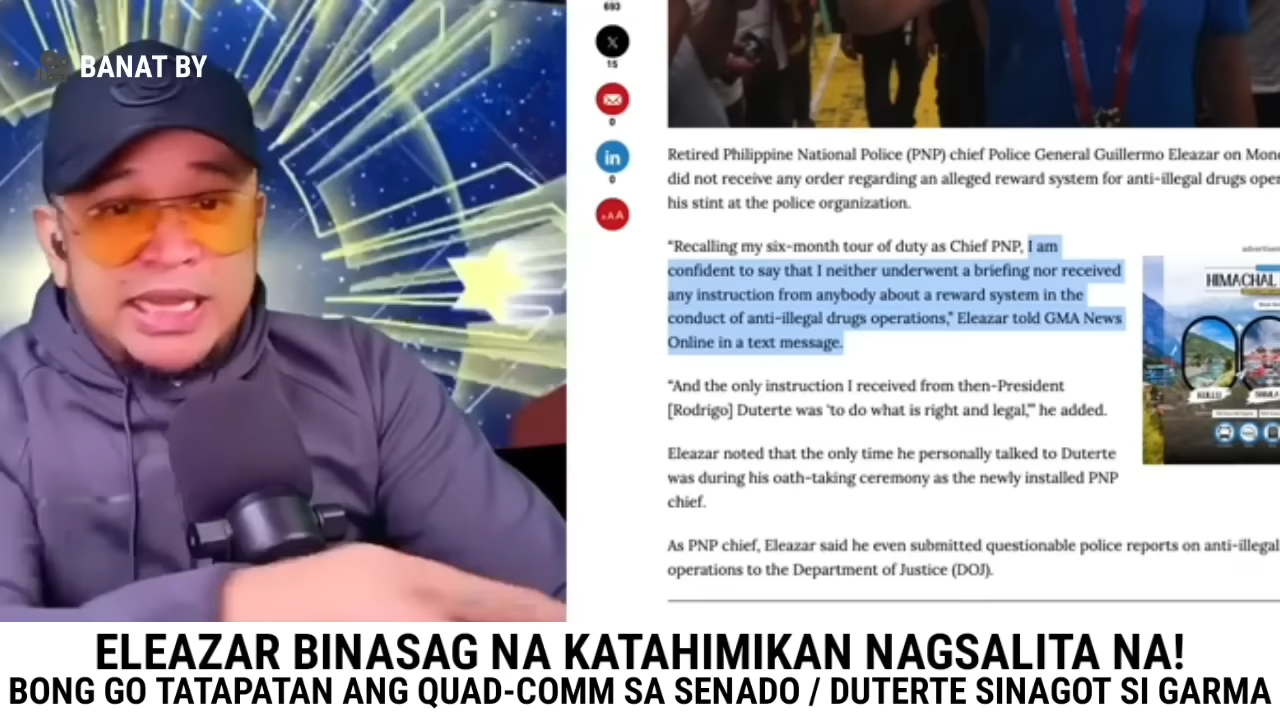 BANAT BY
693
15
0
0
AAA
Retired Philippine National Police (PNP) chief Police General Guillermo Eleazar on
did not receive any order regarding an alleged reward system for anti-illegal drugs
his stint at the police organization.
“Recalling my six-month tour of duty as Chief PNP, I am
confident to say that I neither underwent a briefing nor received
any instruction from anybody about a reward system in the
conduct of anti-illegal drugs operations,” Eleazar told GMA News
Online in a text message.
HIMACHAL
KULLU
“And the only instruction I received from then-President
[Rodrigo] Duterte was ‘to do what is right and legal,’” he added.
Eleazar noted that the only time he personally talked to Duterte
was during his oath-taking ceremony as the newly installed PNP
chief.
As PNP chief, Eleazar said he even submitted questionable police reports on anti-illegal
operations to the Department of Justice (DOJ).
ELEAZAR BINASAG NA KATAHIMIKAN NAGSALITA NA!
BONG GO TATAPATAN ANG QUAD-COMM SA SENADO / DUTERTE SINAGOT SI GARMA